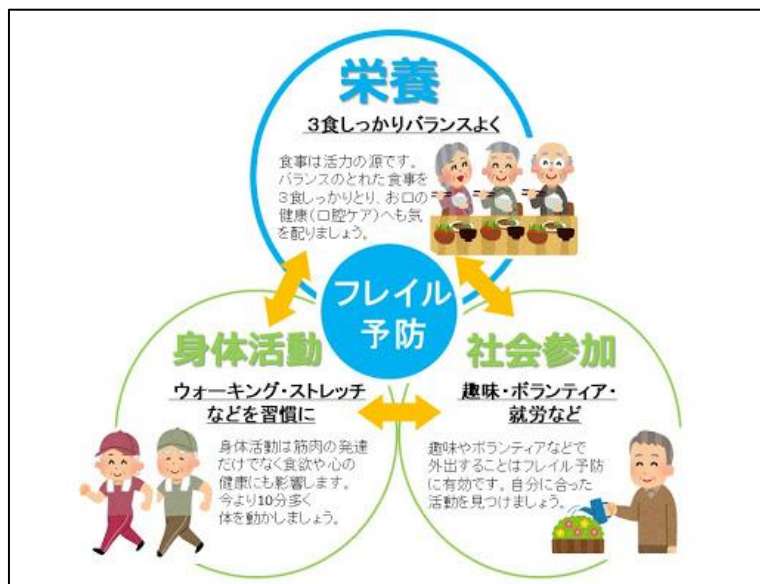 栄養
3食しっかりバランスよく
食事は活力の源です。
バランスのとれた食事を
3食しっかりとり、お口の
健康(口腔ケア)へも気
を配りましょう。
フレイル
予防
身体活動
ウォーキング・ストレッチ
などを習慣に
身体活動は筋肉の発達
だけでなく食欲や心の
健康にも影響します。
今より10分多く
体を動かしましょう。
社会参加
趣味・ボランティア・
就労など
趣味やボランティアなどで
外出することはフレイル予防
に有効です。自分に合った
活動を見つけましょう。